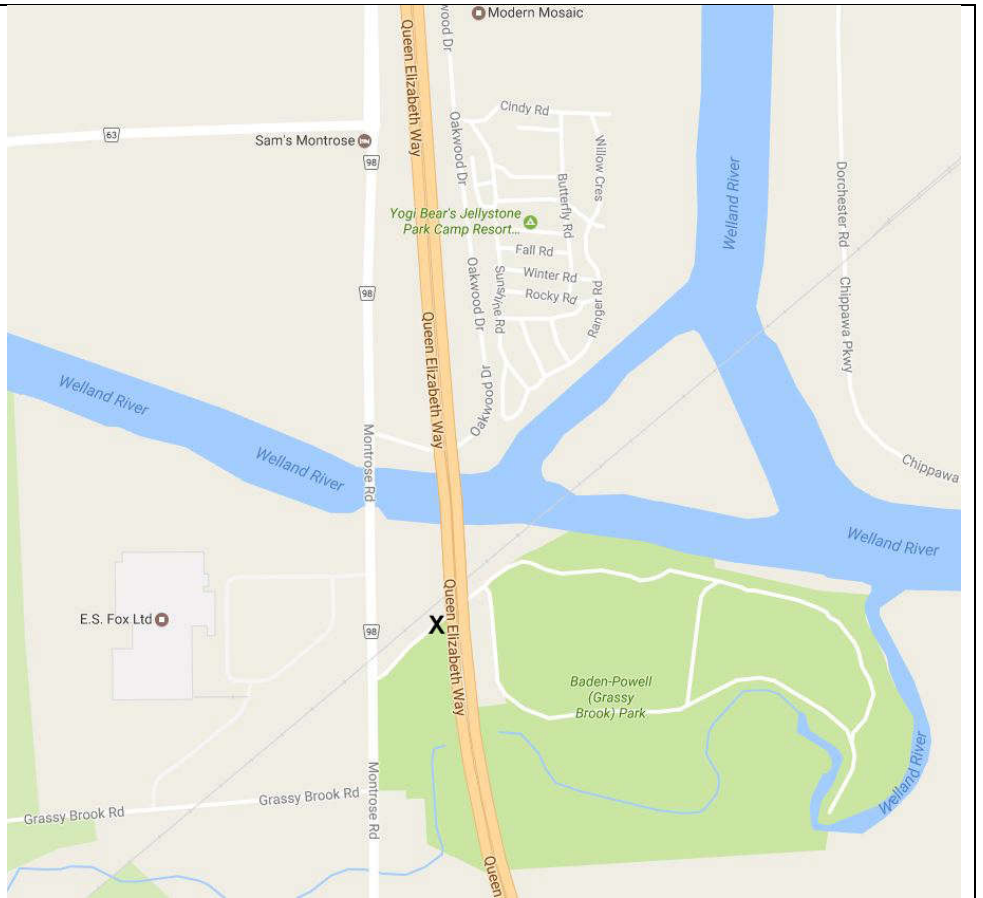 Modern Mosaic
wood Dr
Queen Elizabeth Way
Cindy Rd
63
Sam's Montrose
98
Oakwood Dr
Willow Cres
Butterfly Rd
Welland River
Dorchester Rd
Yogi Bear's Jellystone
Park Camp Resort...
Fall Rd
Winter Rd
Rocky Rd
Oakwood Dr
Sunshine Rd
Ranger Rd
98
Chippawa Pkwy
Queen Elizabeth Way
Oakwood Dr
Welland River
Montrose Rd
Welland River
Chippawa
Welland River
E.S. Fox Ltd
98
X
Queen Elizabeth Way
Baden-Powell
(Grassy
Brook) Park
Welland River
Montrose Rd
Grassy Brook Rd
Grassy Brook Rd
Queen